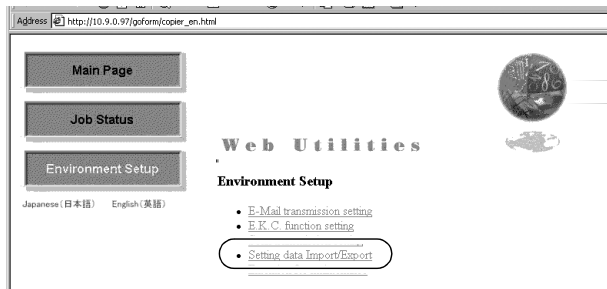 Address http://10.9.0.97/goform/copier_en.html
Main Page
Job Status
Environment Setup
Japanese(日本語) English(英語)
Web Utilities
Environment Setup
E-Mail transmission setting
E.K.C. function setting
Setting data Import/Export